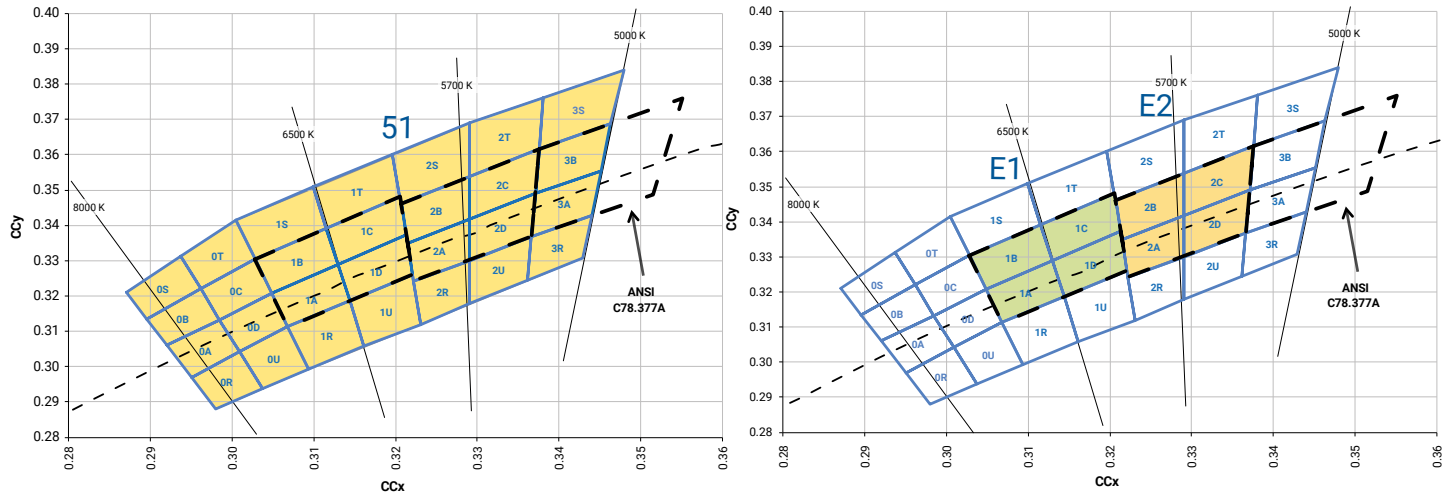 0.40
0.39
0.38
0.37
0.36
0.35
0.34
0.33
0.32
0.31
0.30
0.29
0.28
CCy
0.28
0.29
0.30
0.31
0.32
0.33
0.34
0.35
0.36
CCx
51
8000 K
6500 K
5700 K
5000 K
3S
2T
3B
2S
2C
1T
3A
2B
1S
1C
2D
2A
3R
0T
1B
1D
2U
0S
0C
1A
2R
0B
0D
1U
0A
1R
0U
0R
ANSI
C78.377A
0.40
0.39
0.38
0.37
0.36
0.35
0.34
0.33
0.32
0.31
0.30
0.29
0.28
CCy
0.28
0.29
0.30
0.31
0.32
0.33
0.34
0.35
0.36
CCx
E1
E2
8000 K
6500 K
5700 K
5000 K
3S
2T
3B
2S
2C
1T
3A
2B
1S
1C
2D
2A
3R
0T
1B
1D
2U
0S
0C
1A
2R
0B
0D
1U
0A
1R
0U
0R
ANSI
C78.377A